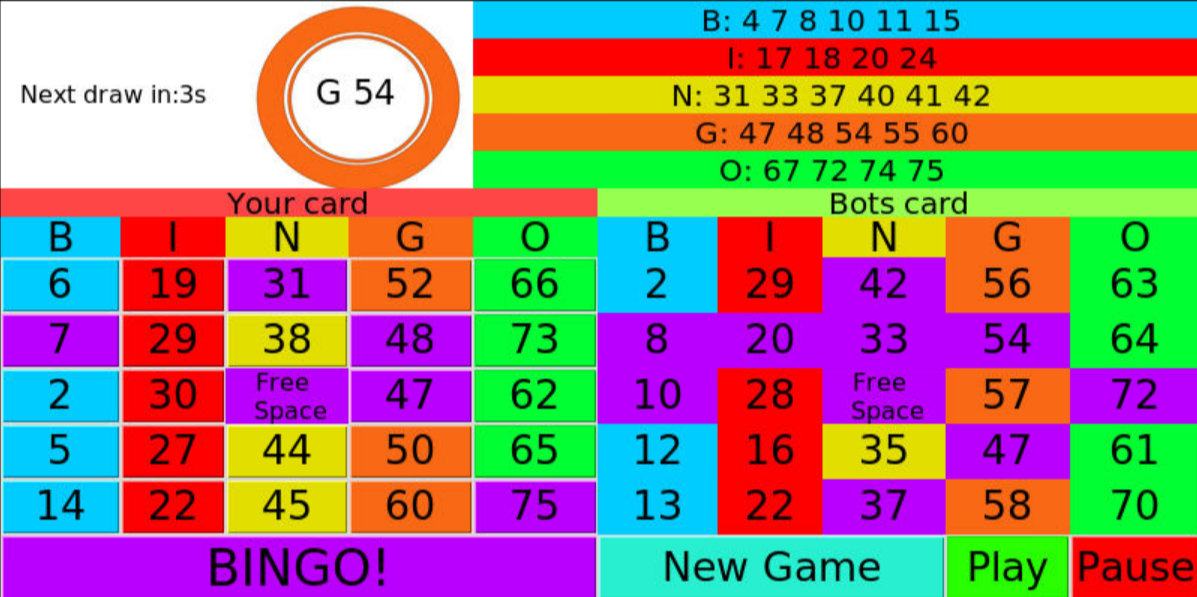 Next draw in:3s
G 54
B: 4 7 8 10 11 15
I: 17 18 20 24
N: 31 33 37 40 41 42
G: 47 48 54 55 60
O: 67 72 74 75
Your card
B I N G O
6 19 31 52 66
7 29 38 48 73
2 30 Free Space 47 62
5 27 44 50 65
14 22 45 60 75
Bots card
B I N G O
2 29 42 56 63
8 20 33 54 64
10 28 Free Space 57 72
12 16 35 47 61
13 22 37 58 70
BINGO!
New Game
Play
Pause